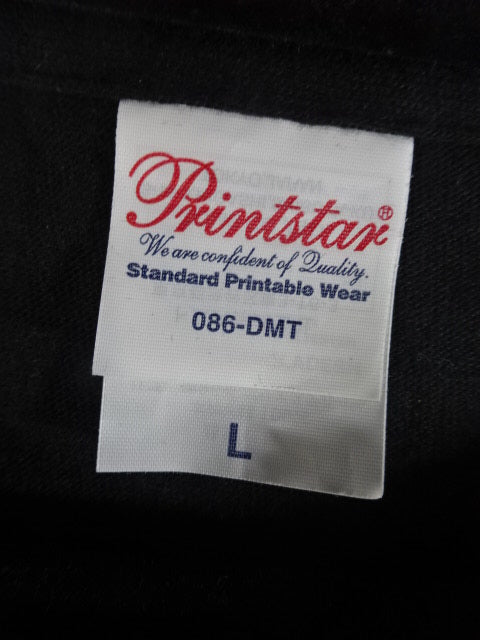 Printstar®
We are confident of Quality.
Standard Printable Wear
086-DMT
L